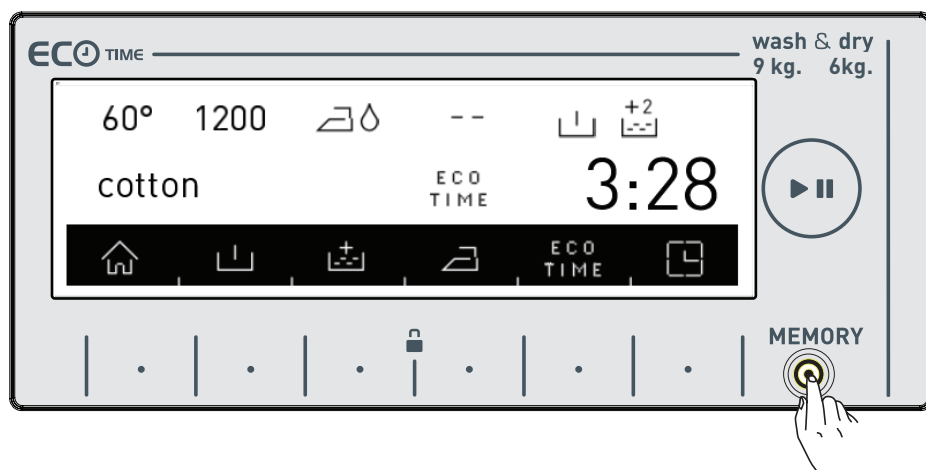 ECO TIME
wash & dry
9 kg. 6kg.
60° 1200 -- +2
cotton ECO TIME 3:28
+ ECO TIME
MEMORY